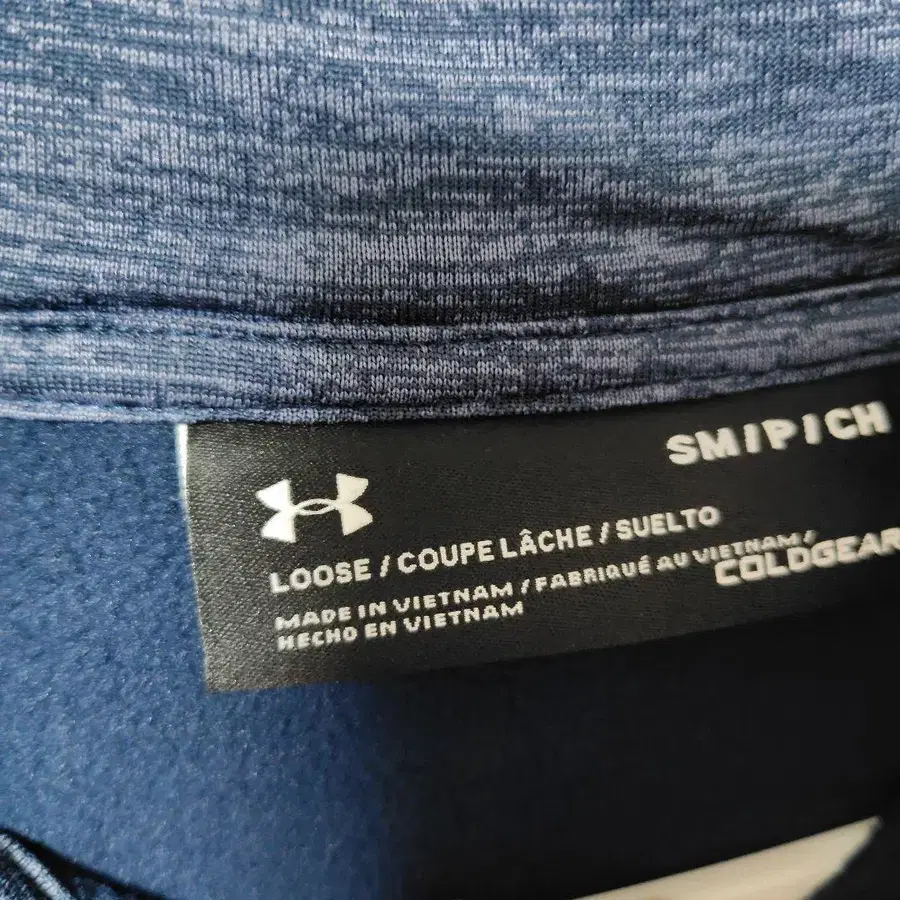 SM/P/CH
LOOSE / COUPE LÂCHE / SUELTO
MADE IN VIETNAM / FABRIQUÉ AU VIETNAM /
HECHO EN VIETNAM
COLDGEAR